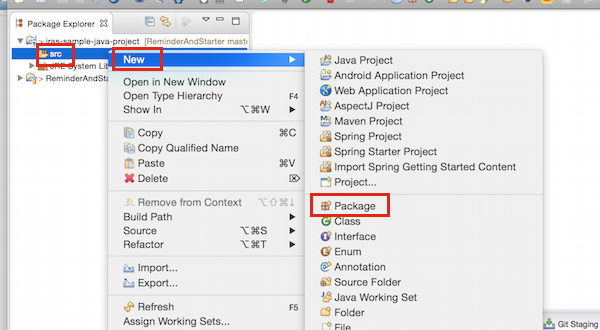 Package Explorer
> iras-sample-java-project [ReminderAndStarter mast
src
JRE System Lib
> ReminderAndSta
New
Open in New Window
Open Type Hierarchy F4
Show In ⌥⌘W
Copy ⌘C
Copy Qualified Name
Paste ⌘V
Delete ⌦
Remove from Context ⌥⇧⌘↓
Build Path
Source ⌥⌘S
Refactor ⌥⌘T
Import...
Export...
Refresh F5
Assign Working Sets...
Java Project
Android Application Project
Web Application Project
AspectJ Project
Maven Project
Spring Project
Spring Starter Project
Import Spring Getting Started Content
Project...
Package
Class
Interface
Enum
Annotation
Source Folder
Java Working Set
Folder
File
Git Staging